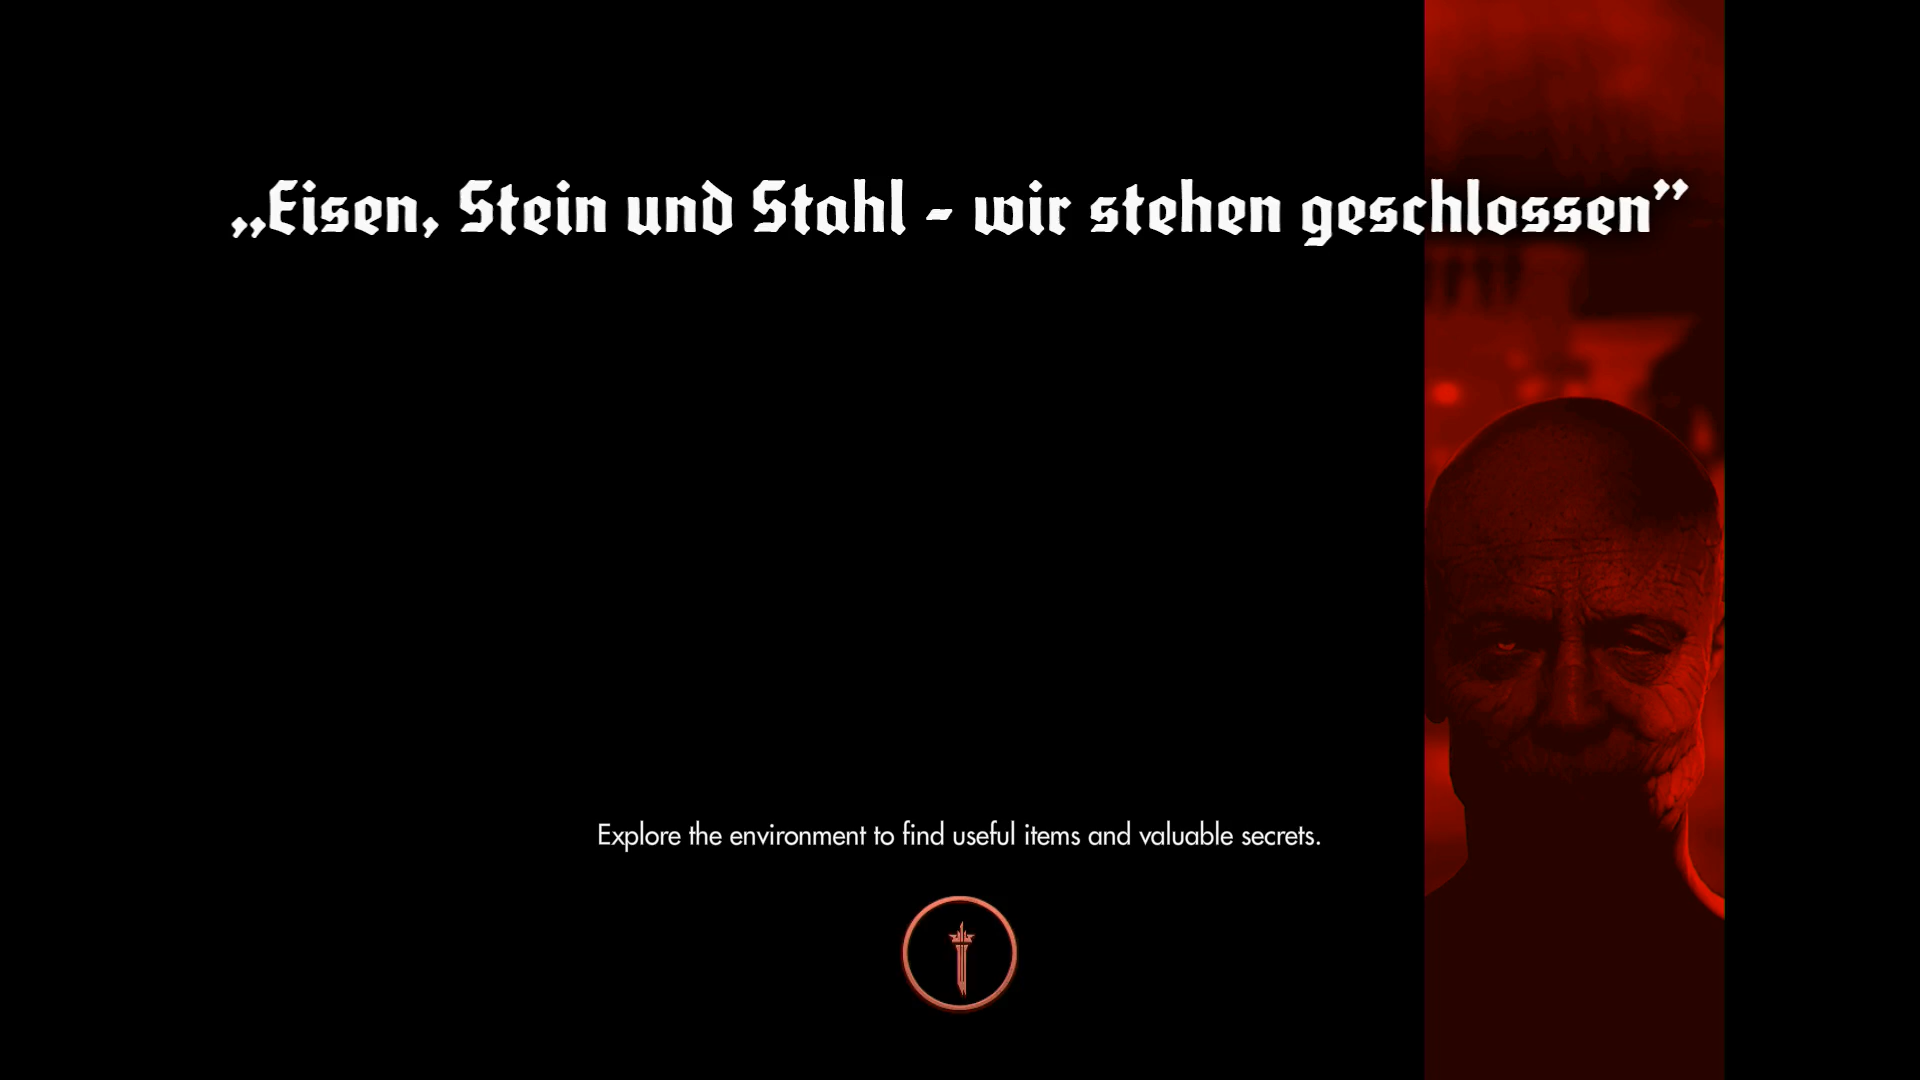 „Eisen, Stein und Stahl - wir stehen geschlossen”
Explore the environment to find useful items and valuable secrets.